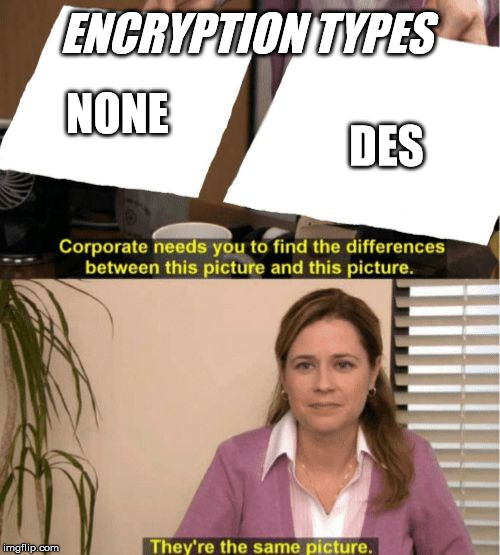 ENCRYPTION TYPES
NONE
DES
Corporate needs you to find the differences
between this picture and this picture.
They're the same picture.
imgflip.com